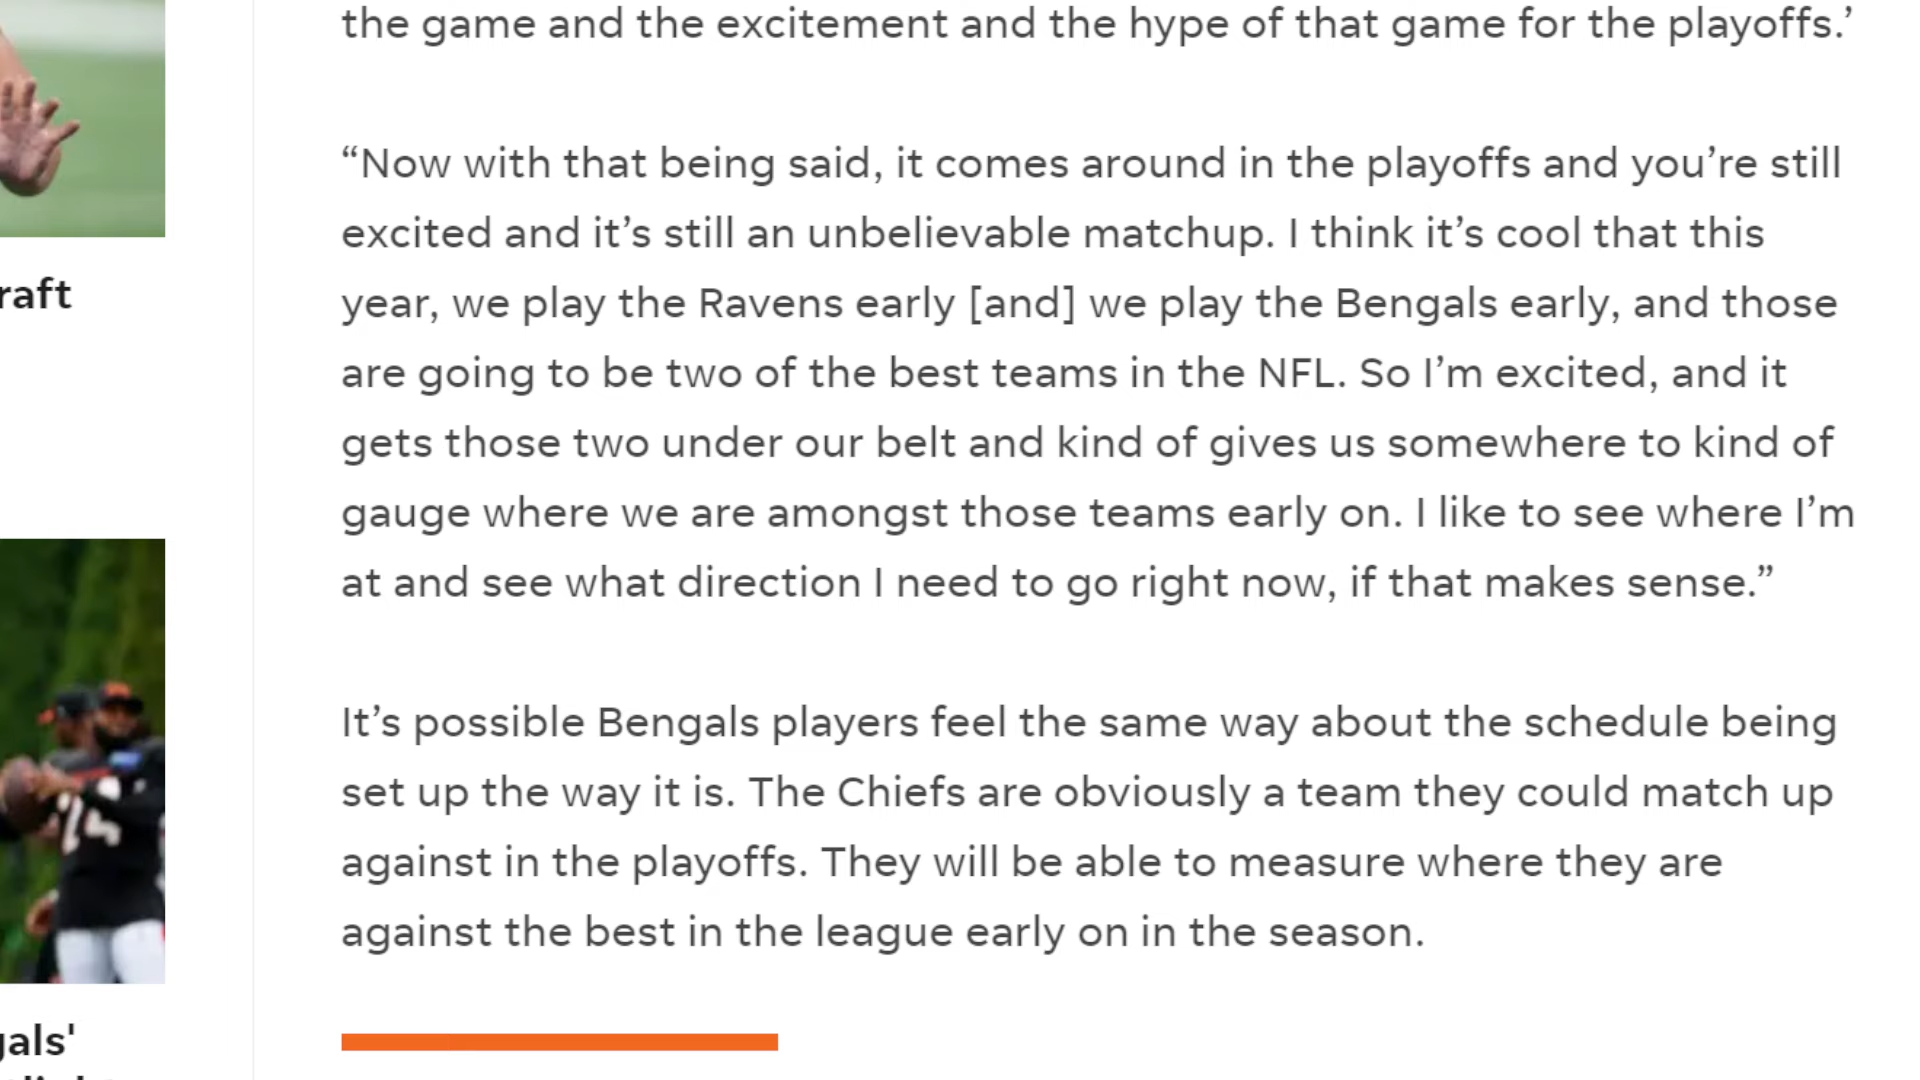 the game and the excitement and the hype of that game for the playoffs.’
“Now with that being said, it comes around in the playoffs and you’re still
excited and it’s still an unbelievable matchup. I think it’s cool that this
year, we play the Ravens early [and] we play the Bengals early, and those
are going to be two of the best teams in the NFL. So I’m excited, and it
gets those two under our belt and kind of gives us somewhere to kind of
gauge where we are amongst those teams early on. I like to see where I’m
at and see what direction I need to go right now, if that makes sense.”
It’s possible Bengals players feel the same way about the schedule being
set up the way it is. The Chiefs are obviously a team they could match up
against in the playoffs. They will be able to measure where they are
against the best in the league early on in the season.
raft
24
gals'